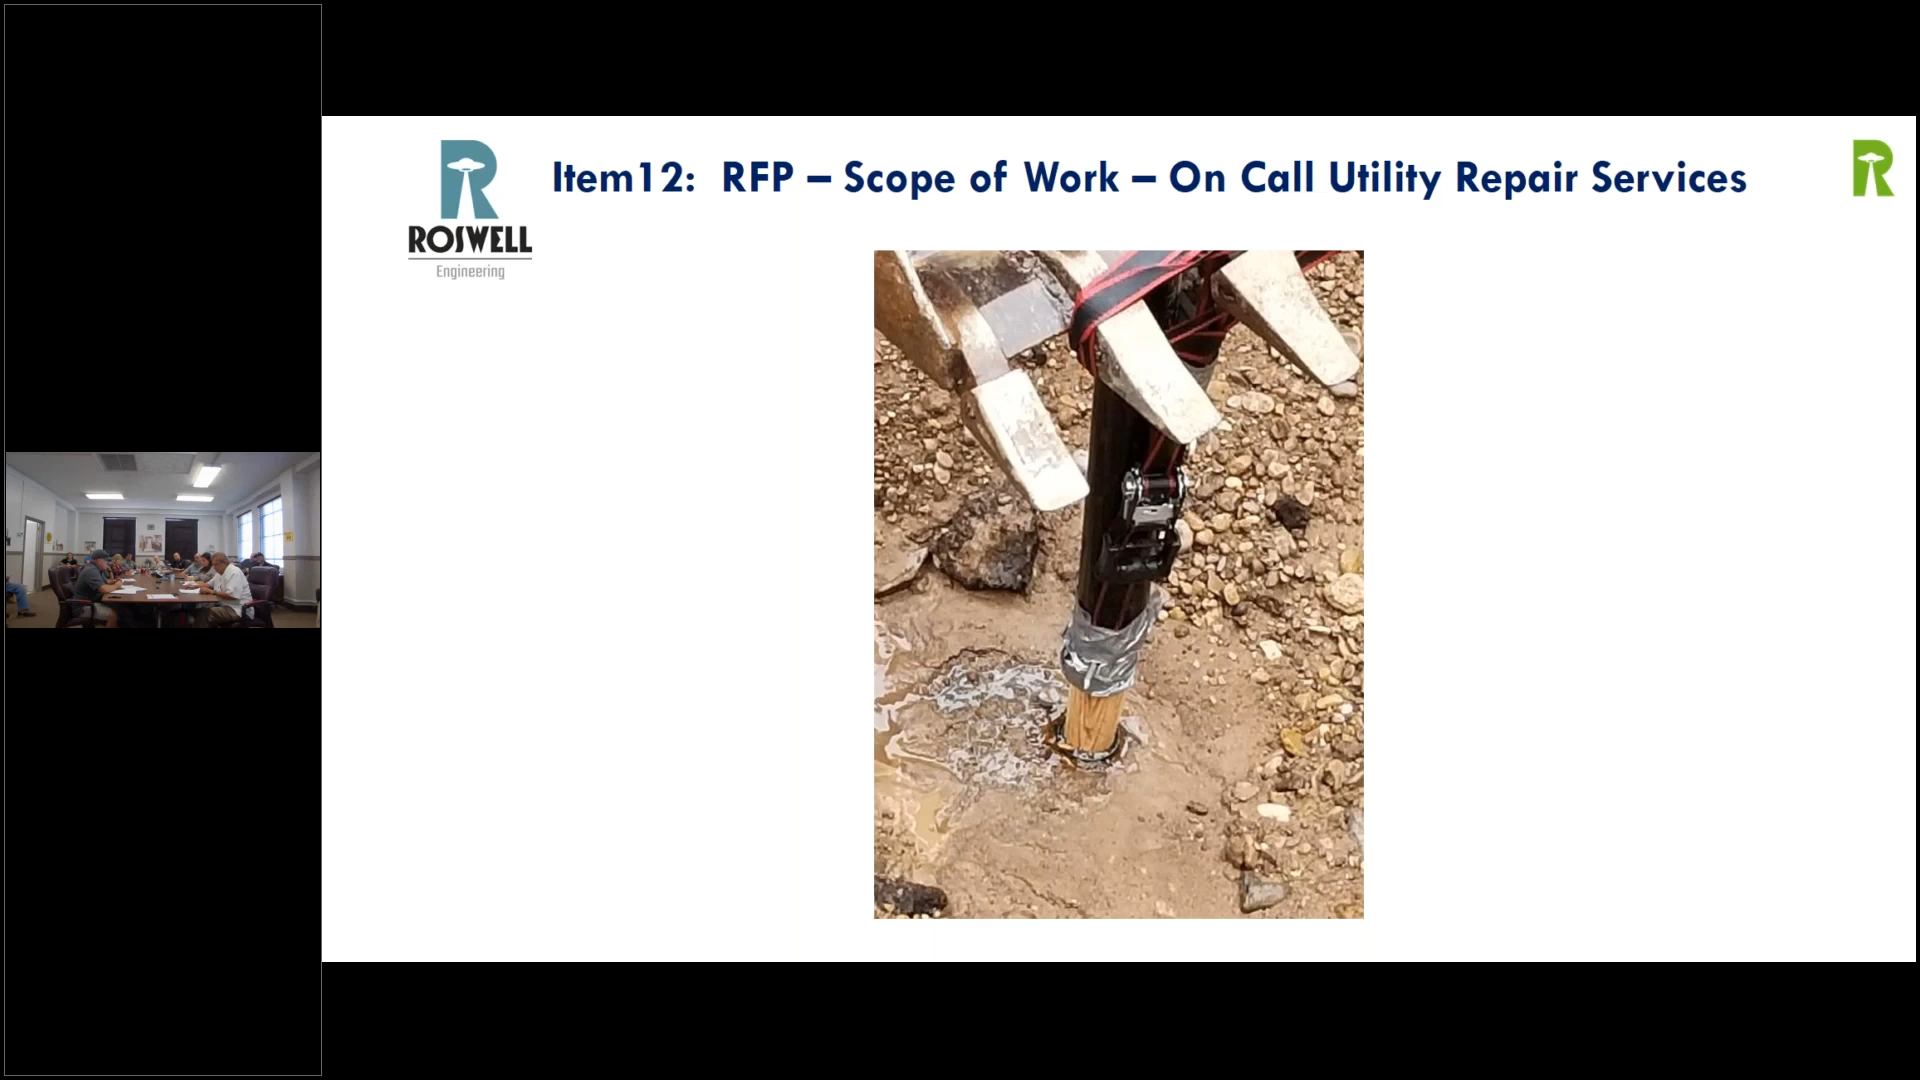 Item12: RFP – Scope of Work – On Call Utility Repair Services
ROSWELL
Engineering